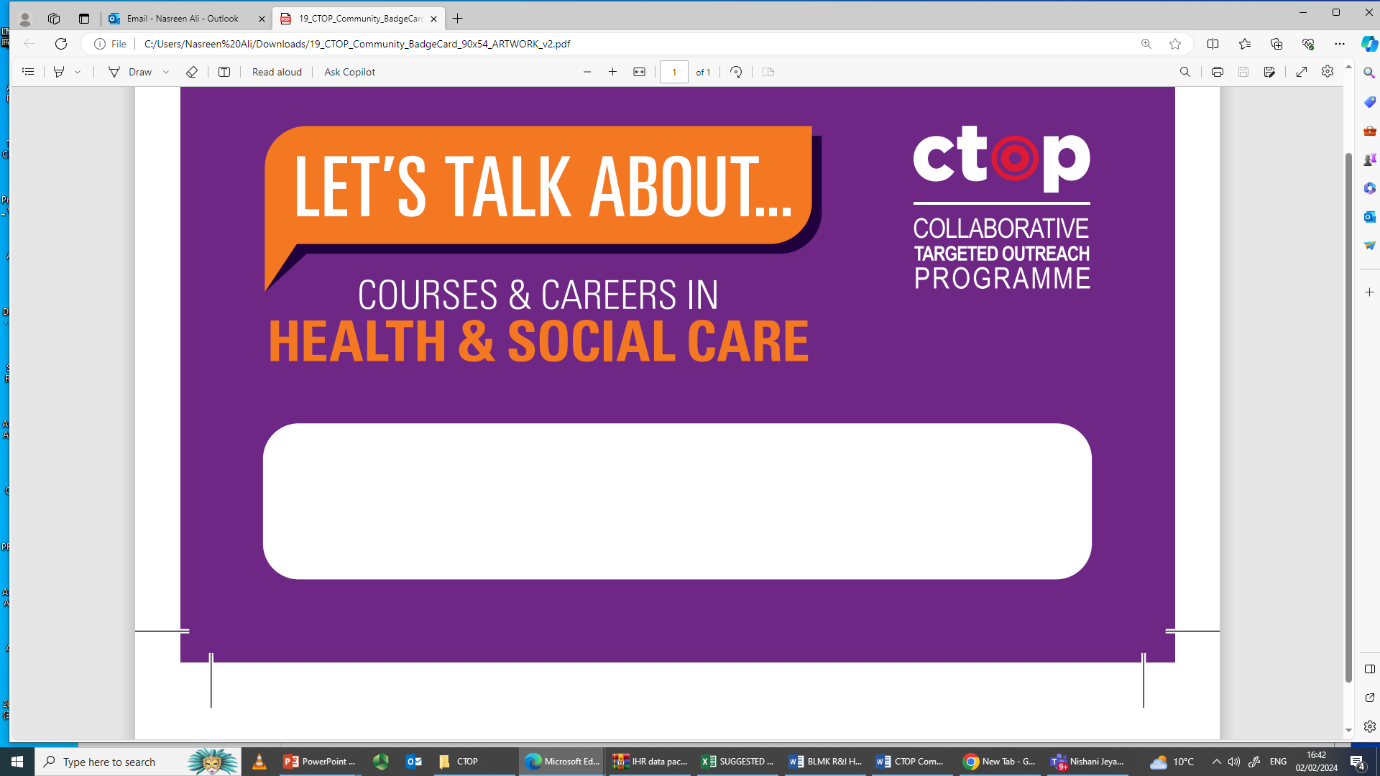 Email - Nasreen Ali - Outlook
19_CTOP_Community_BadgeCard
File
C:/Users/Nasreen%20Ali/Downloads/19_CTOP_Community_BadgeCard_90x54_ARTWORK_v2.pdf
Draw
Read aloud
Ask Copilot
1
of 1
LET'S TALK ABOUT...
COURSES & CAREERS IN
HEALTH & SOCIAL CARE
ctop
COLLABORATIVE
TARGETED OUTREACH
PROGRAMME
Type here to search
PowerPoint ...
CTOP
Microsoft Ed...
IHR data pac...
SUGGESTED ...
BLMK R&I H...
CTOP Com...
New Tab - G...
Nishani Jeya...
10°C
ENG
16:42
02/02/2024
4